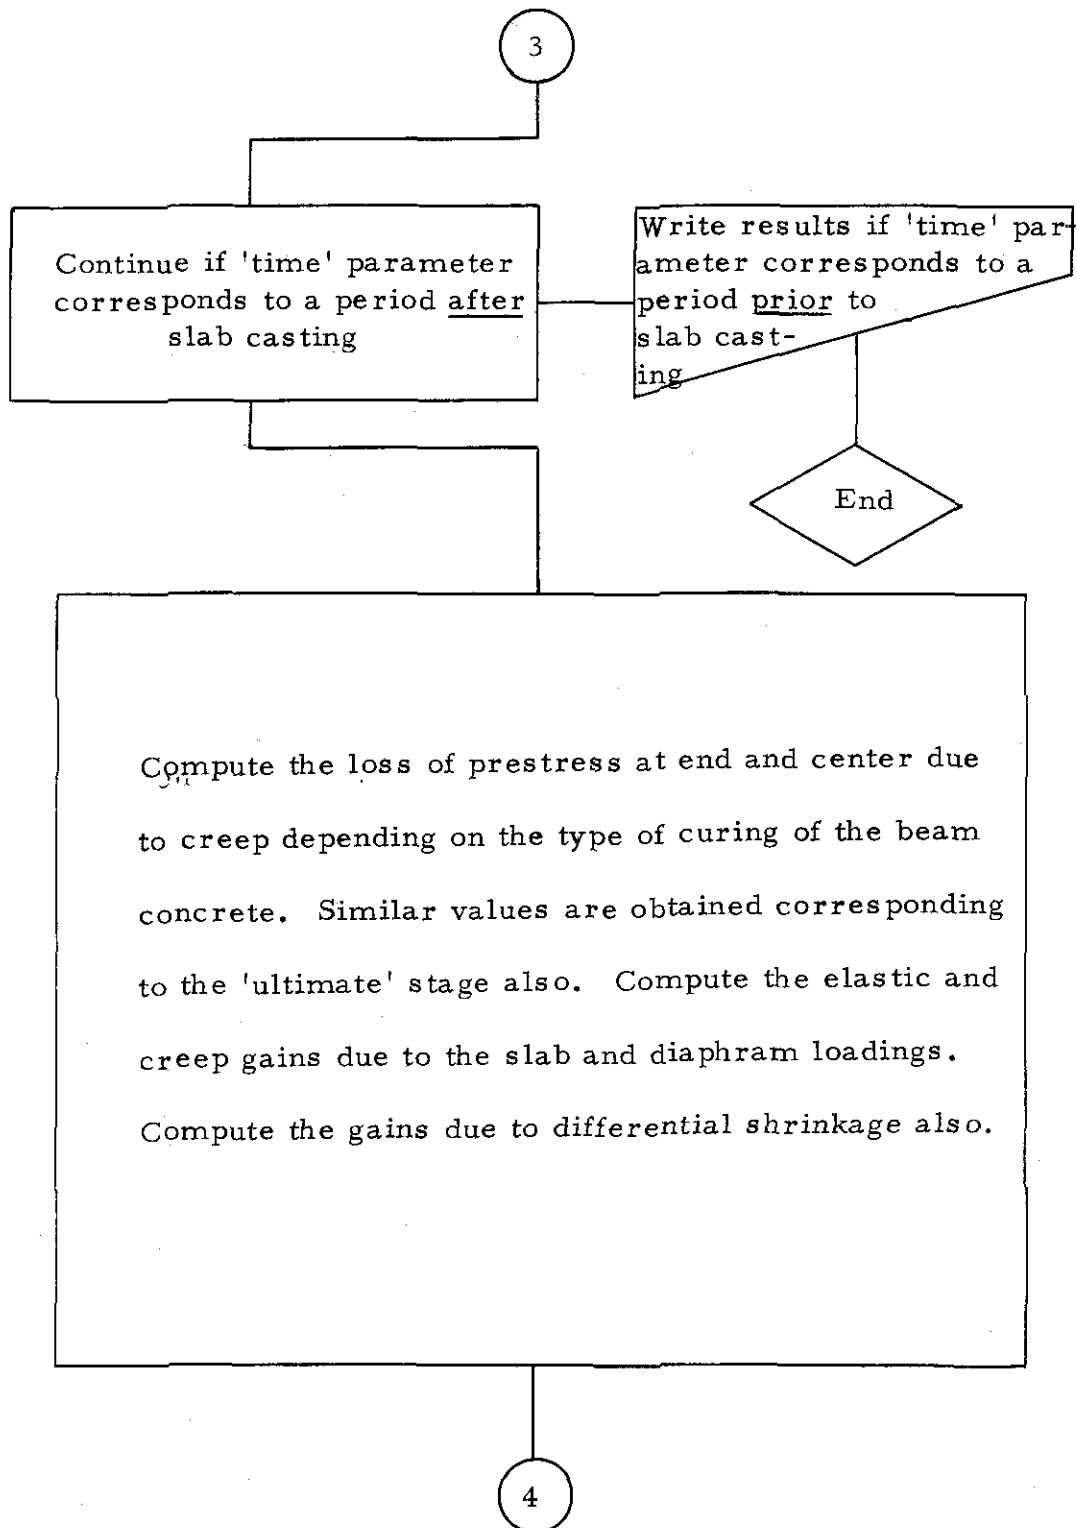 3
Continue if 'time' parameter
corresponds to a period after
slab casting
Write results if 'time' par-
ameter corresponds to a
period prior to
slab cast-
ing
End
Compute the loss of prestress at end and center due
to creep depending on the type of curing of the beam
concrete. Similar values are obtained corresponding
to the 'ultimate' stage also. Compute the elastic and
creep gains due to the slab and diaphram loadings.
Compute the gains due to differential shrinkage also.
4